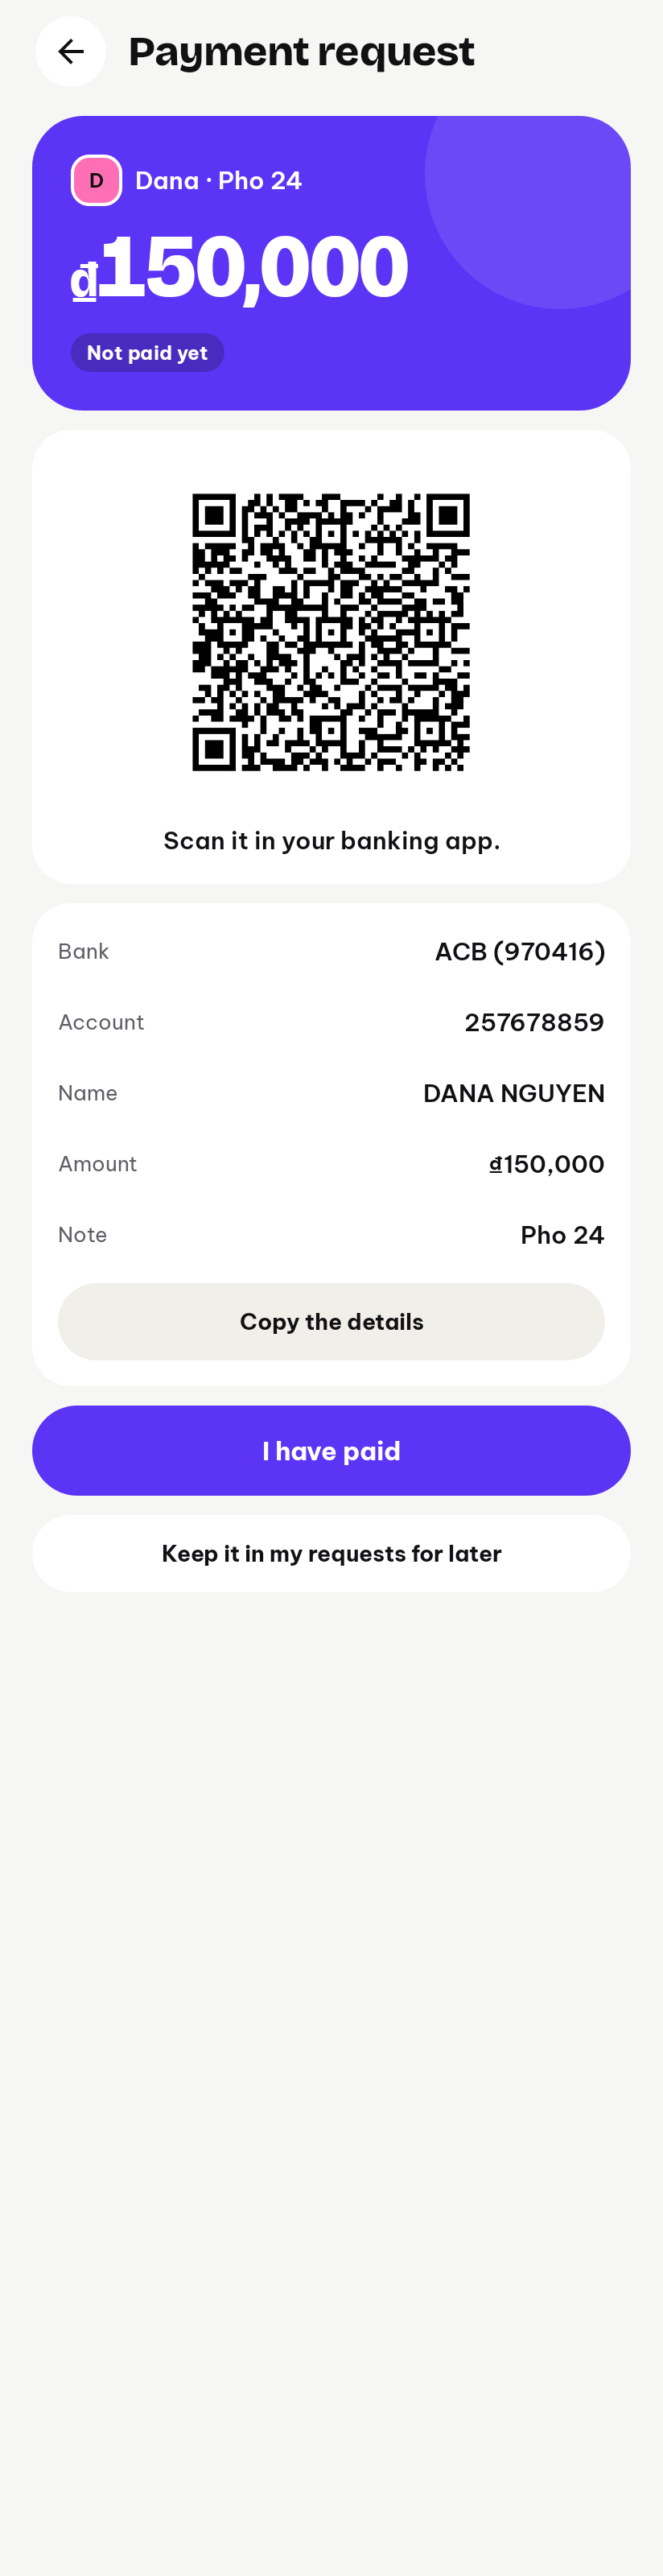 Payment request
D
Dana · Pho 24
₫150,000
Not paid yet
Scan it in your banking app.
Bank ACB (970416)
Account 257678859
Name DANA NGUYEN
Amount ₫150,000
Note Pho 24
Copy the details
I have paid
Keep it in my requests for later